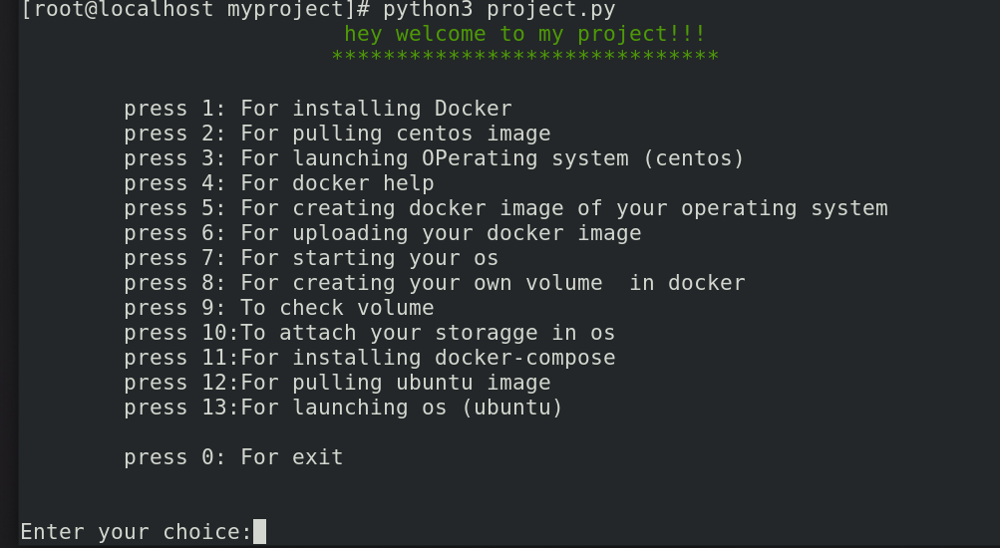 [root@localhost myproject]# python3 project.py
hey welcome to my project!!!
******************************
press 1: For installing Docker
press 2: For pulling centos image
press 3: For launching OPerating system (centos)
press 4: For docker help
press 5: For creating docker image of your operating system
press 6: For uploading your docker image
press 7: For starting your os
press 8: For creating your own volume  in docker
press 9: To check volume
press 10:To attach your storagge in os
press 11:For installing docker-compose
press 12:For pulling ubuntu image
press 13:For launching os (ubuntu)
press 0: For exit
Enter your choice: